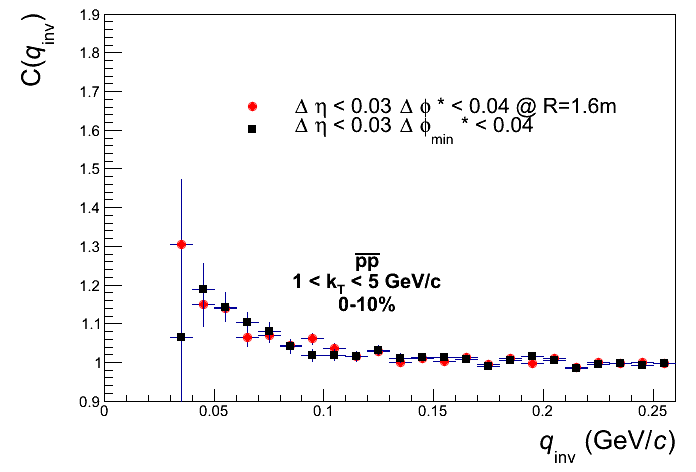 C(q_inv)
1.9
1.8
1.7
1.6
1.5
1.4
1.3
1.2
1.1
1
0.9
Δ η < 0.03 Δ ϕ * < 0.04 @ R=1.6m
Δ η < 0.03 Δ ϕ_min * < 0.04
p̅p̅
1 < k_T < 5 GeV/c
0-10%
0 0.05 0.1 0.15 0.2 0.25
q_inv (GeV/c)